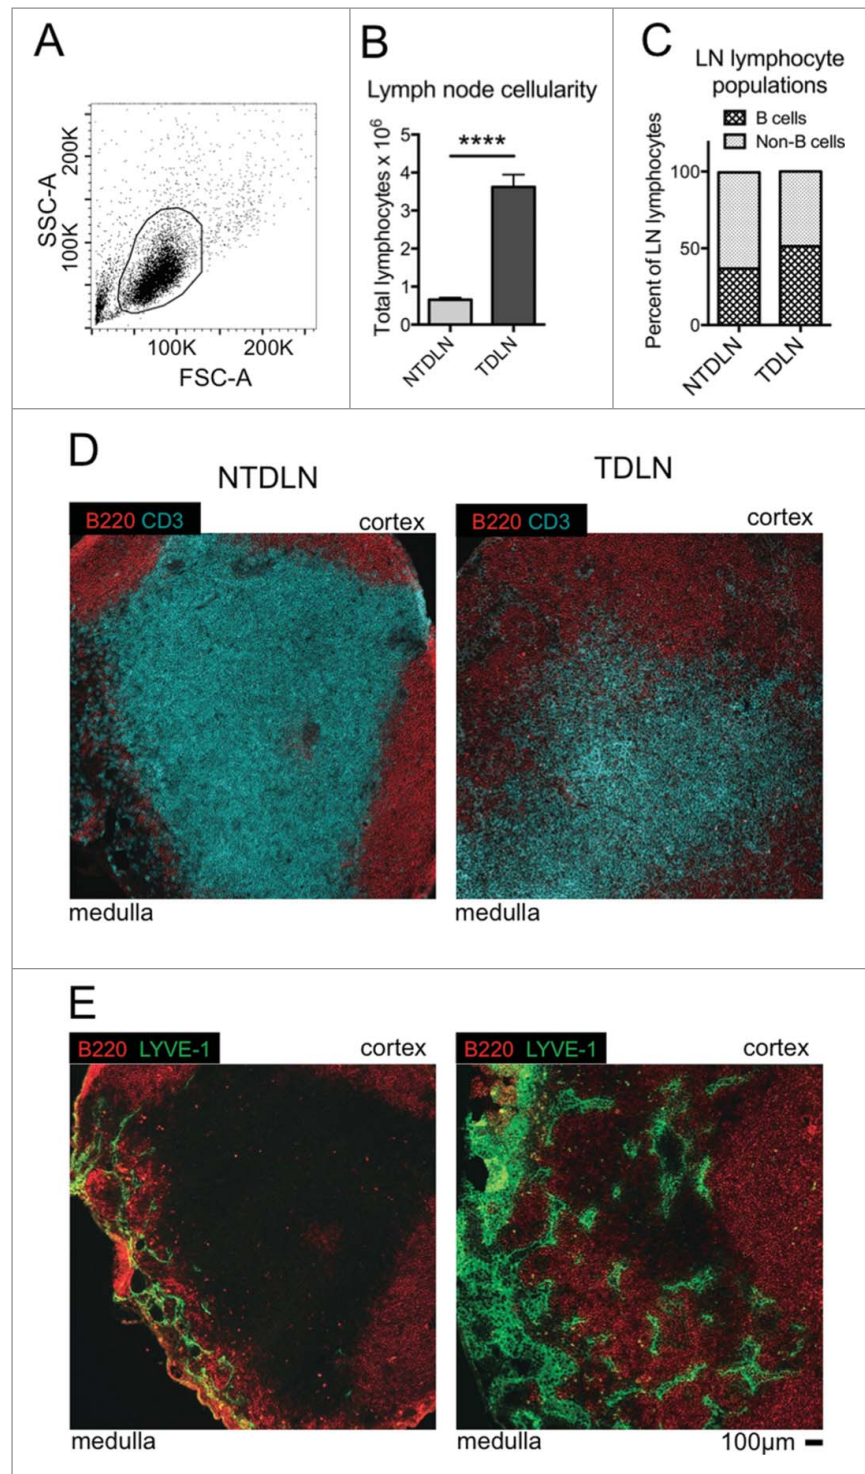 A
SSC-A
200K
100K
100K 200K
FSC-A
B
Lymph node cellularity
Total lymphocytes x 10⁶
5
4
3
2
1
0
****
NTDLN
TDLN
C
LN lymphocyte
populations
B cells
Non-B cells
Percent of LN lymphocytes
100
50
0
NTDLN
TDLN
D
NTDLN
TDLN
B220 CD3
cortex
B220 CD3
cortex
medulla
medulla
E
B220 LYVE-1
cortex
B220 LYVE-1
cortex
medulla
medulla
100µm